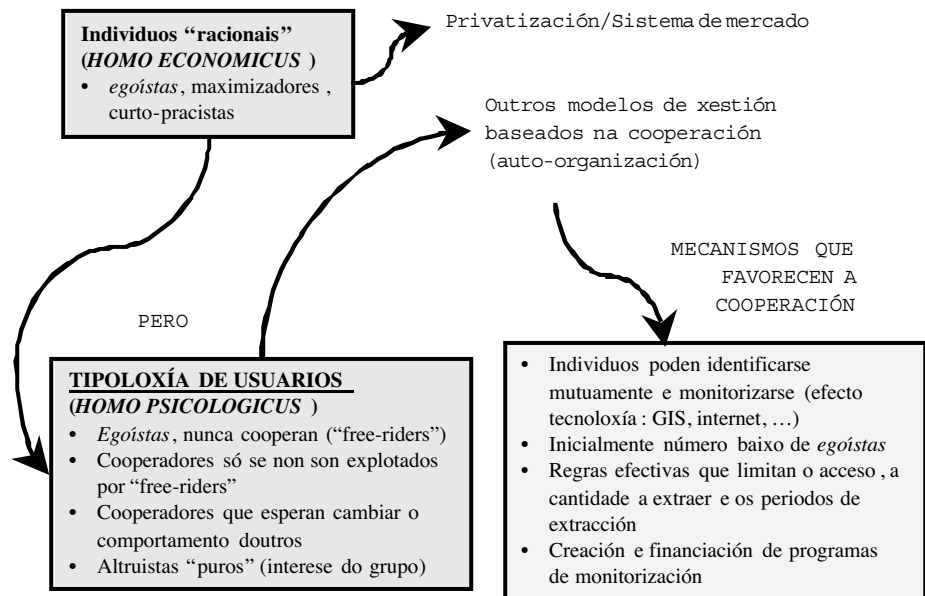 Individuos “racionais”
(HOMO ECONOMICUS )
• egoístas, maximizadores ,
curto-pracistas
Privatización/Sistema de mercado
Outros modelos de xestión
baseados na cooperación
(auto-organización)
MECANISMOS QUE
FAVORECEN A
COOPERACIÓN
PERO
TIPOLOXÍA DE USUARIOS
(HOMO PSICOLOGICUS )
• Egoístas, nunca cooperan (“free-riders”)
• Cooperadores só se non son explotados
por “free-riders”
• Cooperadores que esperan cambiar o
comportamento doutros
• Altruistas “puros” (interese do grupo)
• Individuos poden identificarse
mutuamente e monitorizarse (efecto
tecnoloxía : GIS, internet, …)
• Inicialmente número baixo de egoístas
• Regras efectivas que limitan o acceso , a
cantidade a extraer e os periodos de
extracción
• Creación e financiación de programas
de monitorización